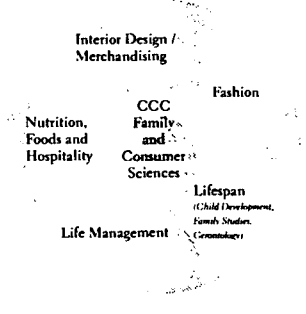 Interior Design /
Merchandising
Fashion
CCC
Family
and
Consumer
Sciences
Nutrition,
Foods and
Hospitality
Lifespan
(Child Development,
Family Studies,
Gerontology)
Life Management